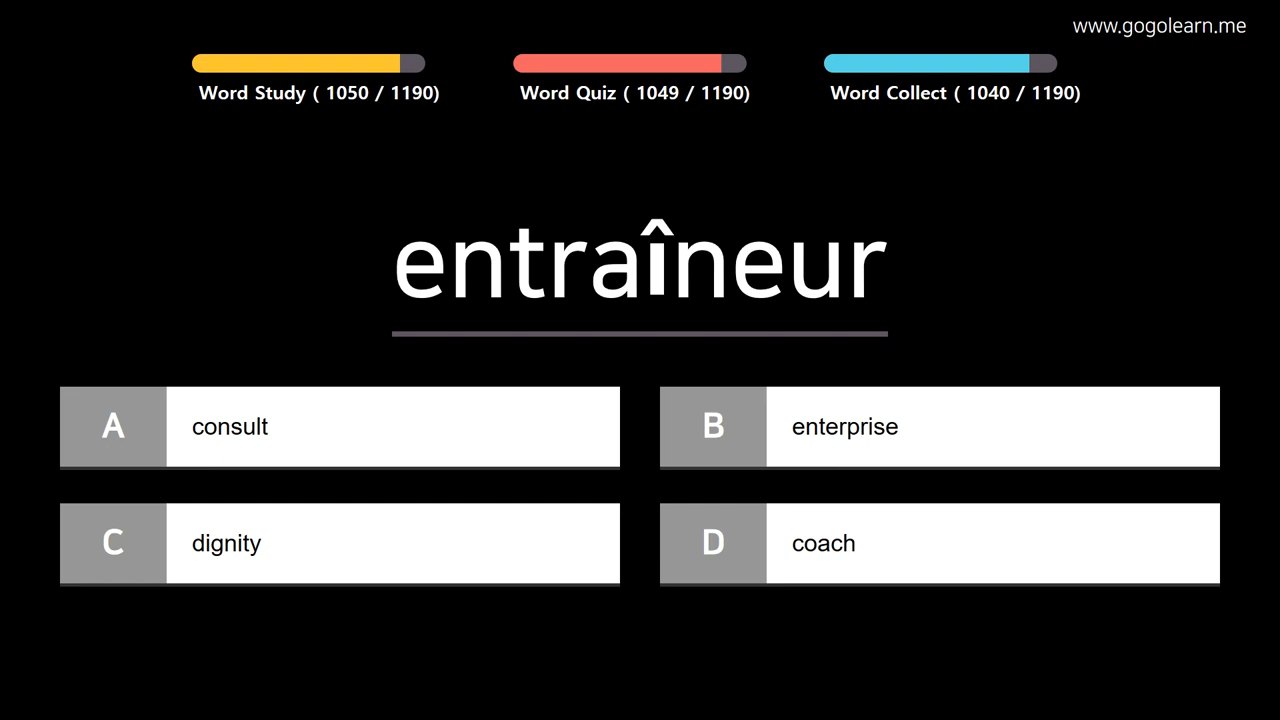 www.gogolearn.me
Word Study ( 1050 / 1190)
Word Quiz ( 1049 / 1190)
Word Collect ( 1040 / 1190)
entraîneur
A consult
B enterprise
C dignity
D coach